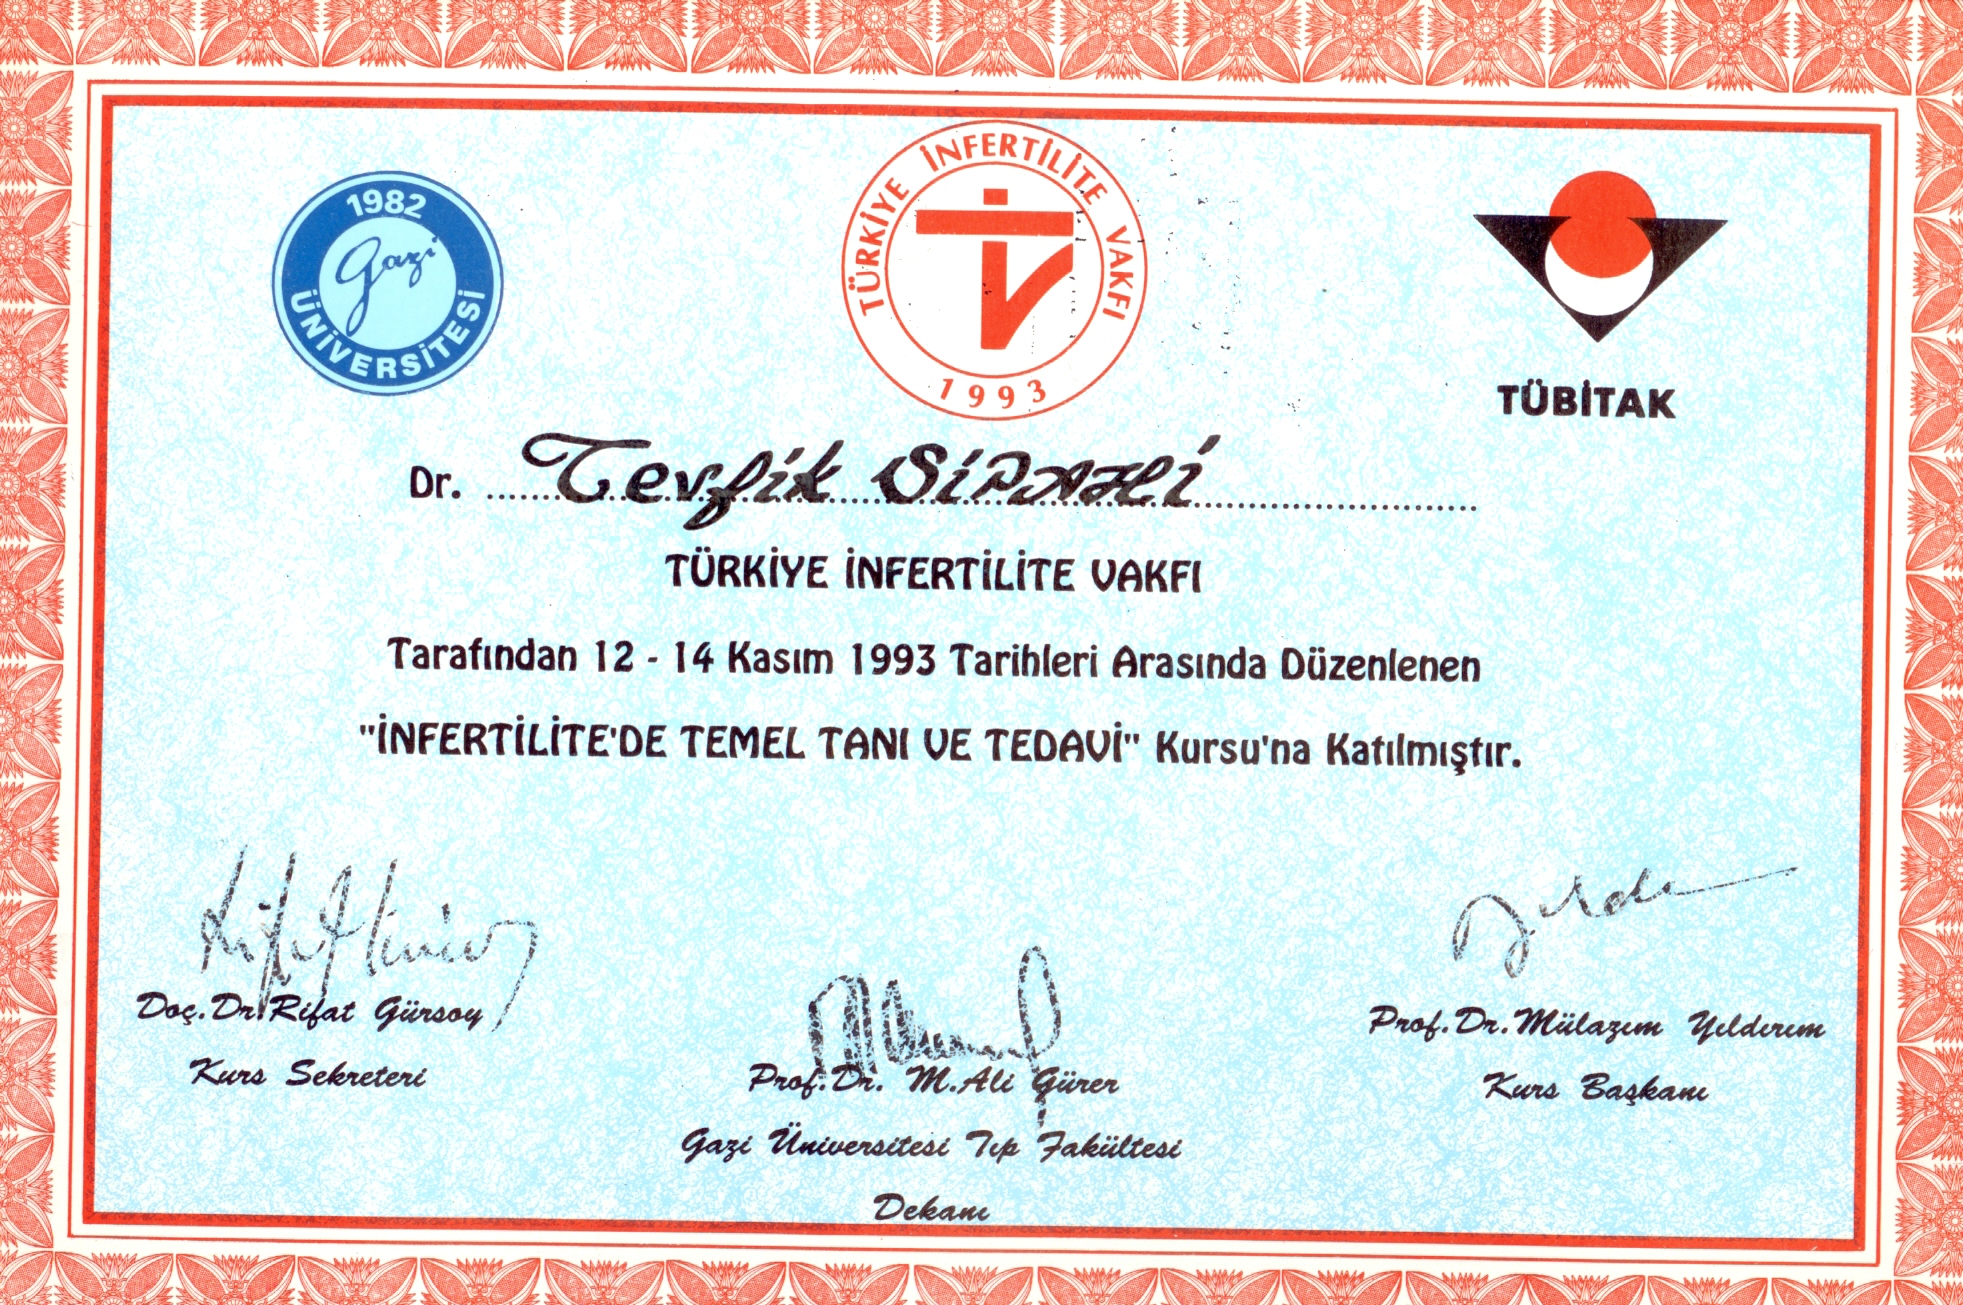 1982
Gazi
ÜNİVERSİTESİ
TÜRKİYE İNFERTİLİTE VAKFI
1993
TÜBİTAK
Dr. Tevfik SİPAHİ
TÜRKİYE İNFERTİLİTE VAKFI
Tarafından 12 - 14 Kasım 1993 Tarihleri Arasında Düzenlenen
"İNFERTİLİTE'DE TEMEL TANI VE TEDAVİ" Kursu'na Katılmıştır.
Doç.Dr.Rifat Gürsoy
Kurs Sekreteri
Prof.Dr. M.Ali Gürer
Gazi Üniversitesi Tıp Fakültesi
Dekanı
Prof.Dr.Mülazım Yıldırım
Kurs Başkanı